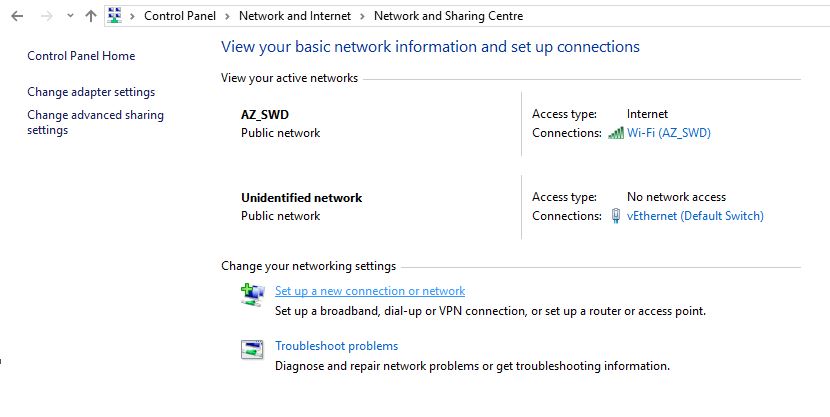 Control Panel > Network and Internet > Network and Sharing Centre
Control Panel Home
Change adapter settings
Change advanced sharing
settings
View your basic network information and set up connections
View your active networks
AZ_SWD
Public network
Access type: Internet
Connections: Wi-Fi (AZ_SWD)
Unidentified network
Public network
Access type: No network access
Connections: vEthernet (Default Switch)
Change your networking settings
Set up a new connection or network
Set up a broadband, dial-up or VPN connection, or set up a router or access point.
Troubleshoot problems
Diagnose and repair network problems or get troubleshooting information.